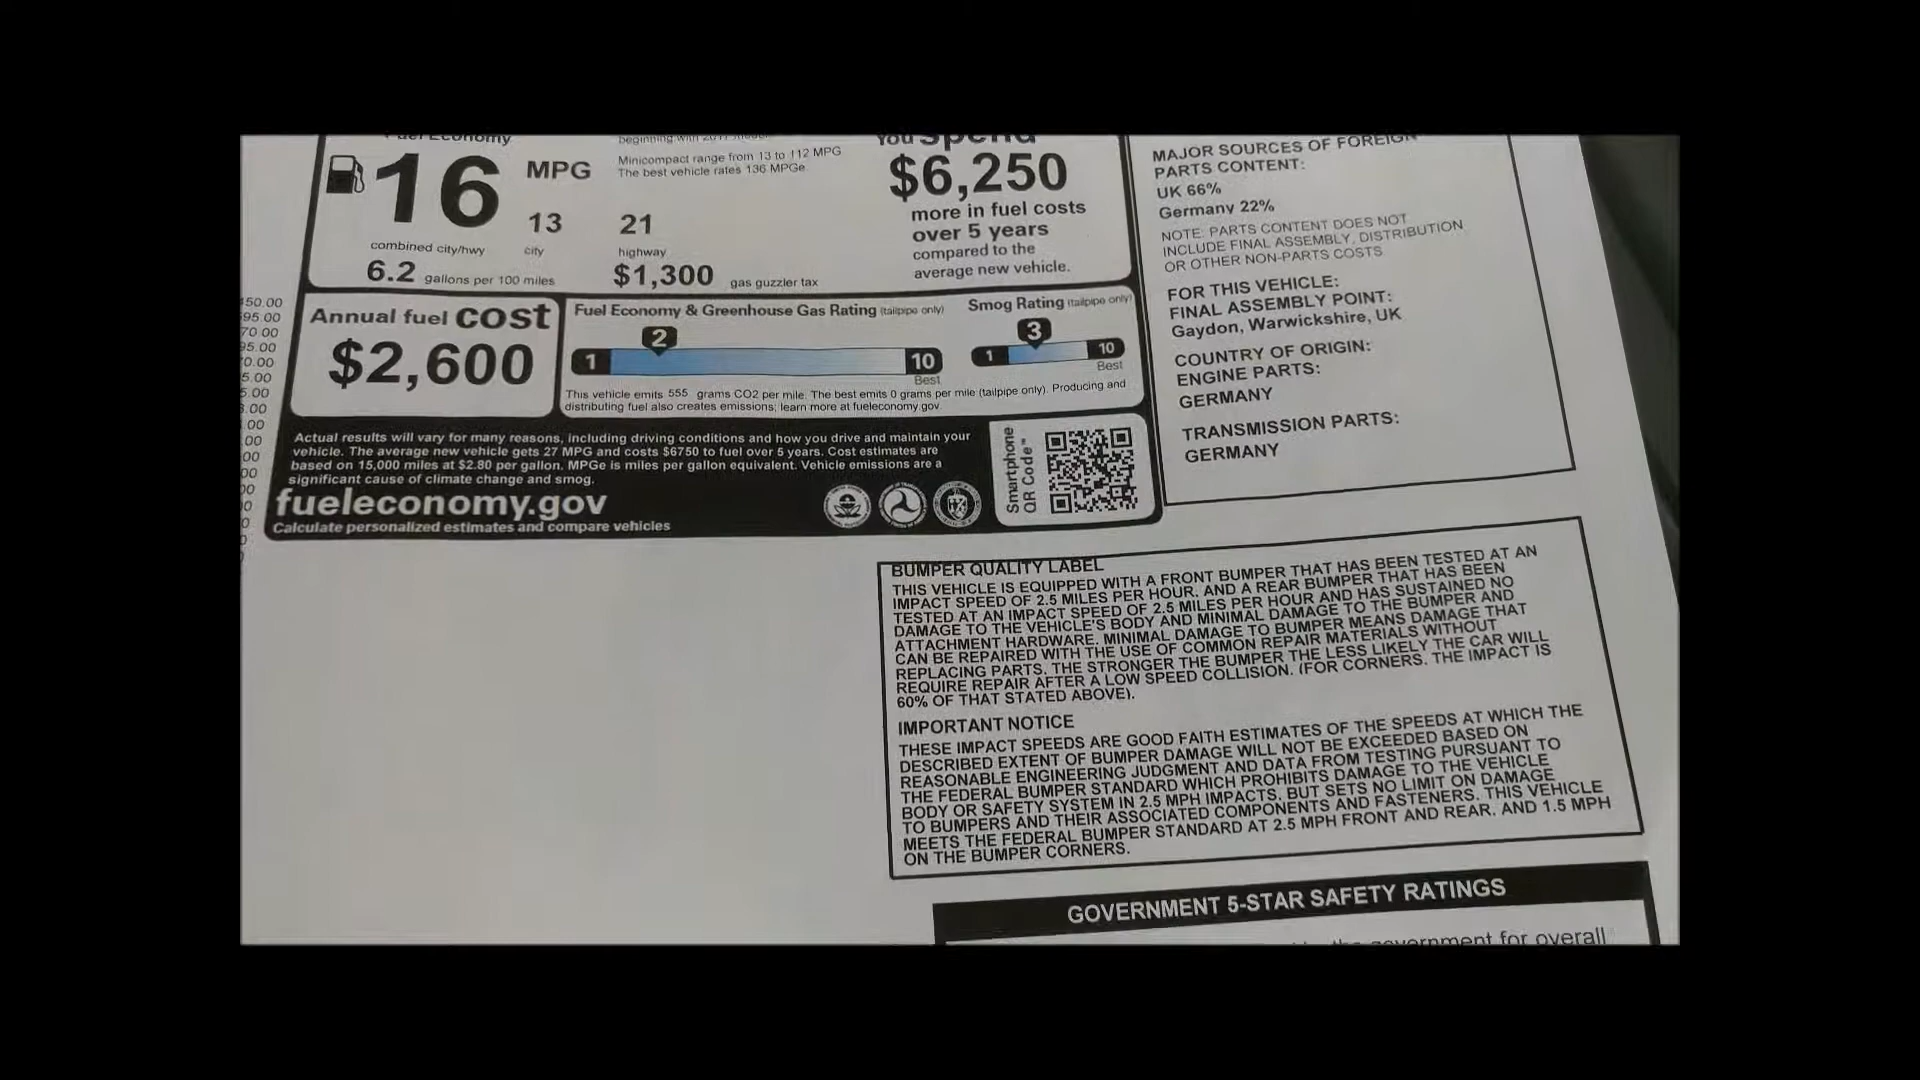 Fuel Economy
16
MPG
13
city
21
highway
combined city/hwy
6.2 gallons per 100 miles
$1,300 gas guzzler tax
Minicompact range from 13 to 112 MPG
The best vehicle rates 136 MPGe
You spend
$6,250
more in fuel costs
over 5 years
compared to the
average new vehicle.
Annual fuel cost
$2,600
Fuel Economy & Greenhouse Gas Rating (tailpipe only)
2
1
10
Best
Smog Rating (tailpipe only)
3
1
10
Best
This vehicle emits 555 grams CO2 per mile. The best emits 0 grams per mile (tailpipe only). Producing and
distributing fuel also creates emissions; learn more at fueleconomy.gov
Actual results will vary for many reasons, including driving conditions and how you drive and maintain your
vehicle. The average new vehicle gets 27 MPG and costs $6750 to fuel over 5 years. Cost estimates are
based on 15,000 miles at $2.80 per gallon. MPGe is miles per gallon equivalent. Vehicle emissions are a
significant cause of climate change and smog.
fueleconomy.gov
Calculate personalized estimates and compare vehicles
Smartphone
QR Code™
MAJOR SOURCES OF FOREIGN
PARTS CONTENT:
UK 66%
Germany 22%
NOTE: PARTS CONTENT DOES NOT
INCLUDE FINAL ASSEMBLY, DISTRIBUTION
OR OTHER NON-PARTS COSTS
FOR THIS VEHICLE:
FINAL ASSEMBLY POINT:
Gaydon, Warwickshire, UK
COUNTRY OF ORIGIN:
ENGINE PARTS:
GERMANY
TRANSMISSION PARTS:
GERMANY
BUMPER QUALITY LABEL
THIS VEHICLE IS EQUIPPED WITH A FRONT BUMPER THAT HAS BEEN TESTED AT AN
IMPACT SPEED OF 2.5 MILES PER HOUR. AND A REAR BUMPER THAT HAS BEEN
TESTED AT AN IMPACT SPEED OF 2.5 MILES PER HOUR AND HAS SUSTAINED NO
DAMAGE TO THE VEHICLE'S BODY AND MINIMAL DAMAGE TO THE BUMPER AND
ATTACHMENT HARDWARE. MINIMAL DAMAGE TO BUMPER MEANS DAMAGE THAT
CAN BE REPAIRED WITH THE USE OF COMMON REPAIR MATERIALS WITHOUT
REPLACING PARTS. THE STRONGER THE BUMPER THE LESS LIKELY THE CAR WILL
REQUIRE REPAIR AFTER A LOW SPEED COLLISION. (FOR CORNERS. THE IMPACT IS
60% OF THAT STATED ABOVE).
IMPORTANT NOTICE
THESE IMPACT SPEEDS ARE GOOD FAITH ESTIMATES OF THE SPEEDS AT WHICH THE
DESCRIBED EXTENT OF BUMPER DAMAGE WILL NOT BE EXCEEDED BASED ON
REASONABLE ENGINEERING JUDGMENT AND DATA FROM TESTING PURSUANT TO
THE FEDERAL BUMPER STANDARD WHICH PROHIBITS DAMAGE TO THE VEHICLE
BODY OR SAFETY SYSTEM IN 2.5 MPH IMPACTS, BUT SETS NO LIMIT ON DAMAGE
TO BUMPERS AND THEIR ASSOCIATED COMPONENTS AND FASTENERS. THIS VEHICLE
MEETS THE FEDERAL BUMPER STANDARD AT 2.5 MPH FRONT AND REAR. AND 1.5 MPH
ON THE BUMPER CORNERS.
GOVERNMENT 5-STAR SAFETY RATINGS
government for overall